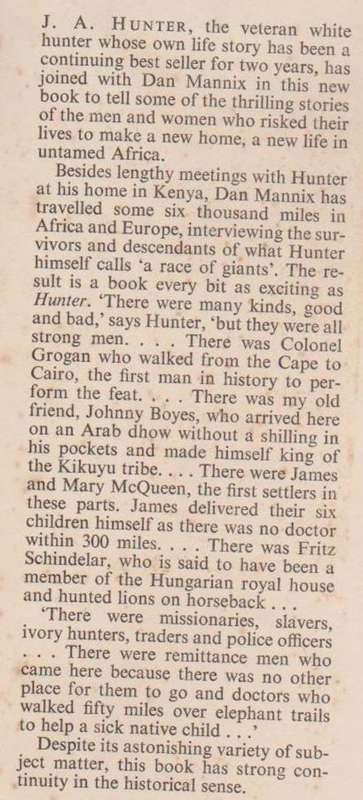 J. A. HUNTER, the veteran white
hunter whose own life story has been a
continuing best seller for two years, has
joined with Dan Mannix in this new
book to tell some of the thrilling stories
of the men and women who risked their
lives to make a new home, a new life in
untamed Africa.
Besides lengthy meetings with Hunter
at his home in Kenya, Dan Mannix has
travelled some six thousand miles in
Africa and Europe, interviewing the sur-
vivors and descendants of what Hunter
himself calls ‘a race of giants’. The re-
sult is a book every bit as exciting as
Hunter. ‘There were many kinds, good
and bad,’ says Hunter, ‘but they were all
strong men. . . . There was Colonel
Grogan who walked from the Cape to
Cairo, the first man in history to per-
form the feat. . . . There was my old
friend, Johnny Boyes, who arrived here
on an Arab dhow without a shilling in
his pockets and made himself king of
the Kikuyu tribe. . . . There were James
and Mary McQueen, the first settlers in
these parts. James delivered their six
children himself as there was no doctor
within 300 miles. . . . There was Fritz
Schindelar, who is said to have been a
member of the Hungarian royal house
and hunted lions on horseback . . .
‘There were missionaries, slavers,
ivory hunters, traders and police officers
. . . There were remittance men who
came here because there was no other
place for them to go and doctors who
walked fifty miles over elephant trails
to help a sick native child . . .’
Despite its astonishing variety of sub-
ject matter, this book has strong con-
tinuity in the historical sense.